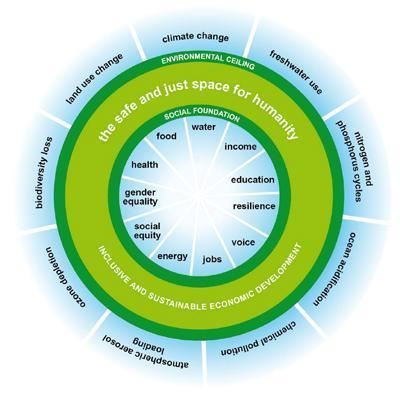 climate change
freshwater use
nitrogen and
phosphorus cycles
ocean acidification
chemical pollution
atmospheric aerosol
loading
ozone depletion
biodiversity loss
land use change
ENVIRONMENTAL CEILING
the safe and just space for humanity
SOCIAL FOUNDATION
water
income
education
resilience
voice
jobs
energy
social
equity
gender
equality
health
food
INCLUSIVE AND SUSTAINABLE ECONOMIC DEVELOPMENT